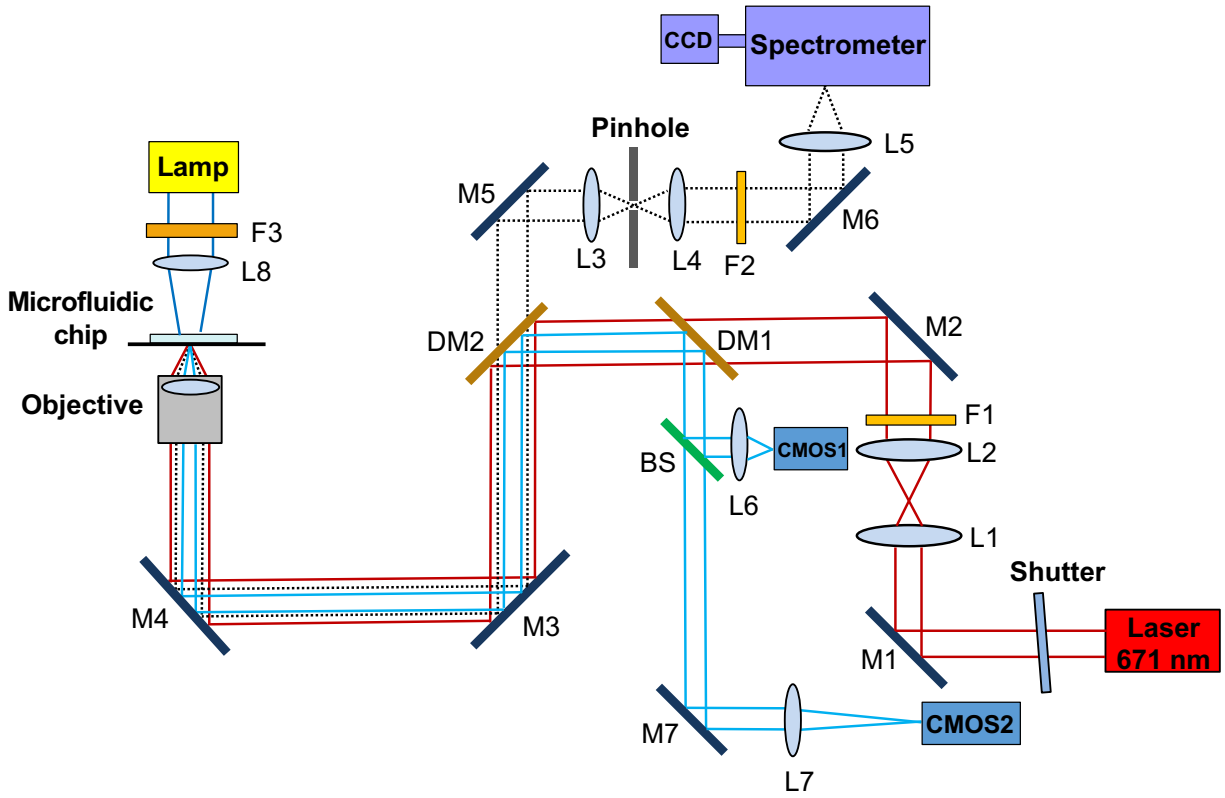 CCD
Spectrometer
Pinhole
L5
Lamp
M5
M6
F3
L3
L4
F2
L8
Microfluidic
chip
DM2
DM1
M2
Objective
F1
BS
CMOS1
L2
L6
L1
Shutter
M4
M3
M1
Laser
671 nm
M7
CMOS2
L7